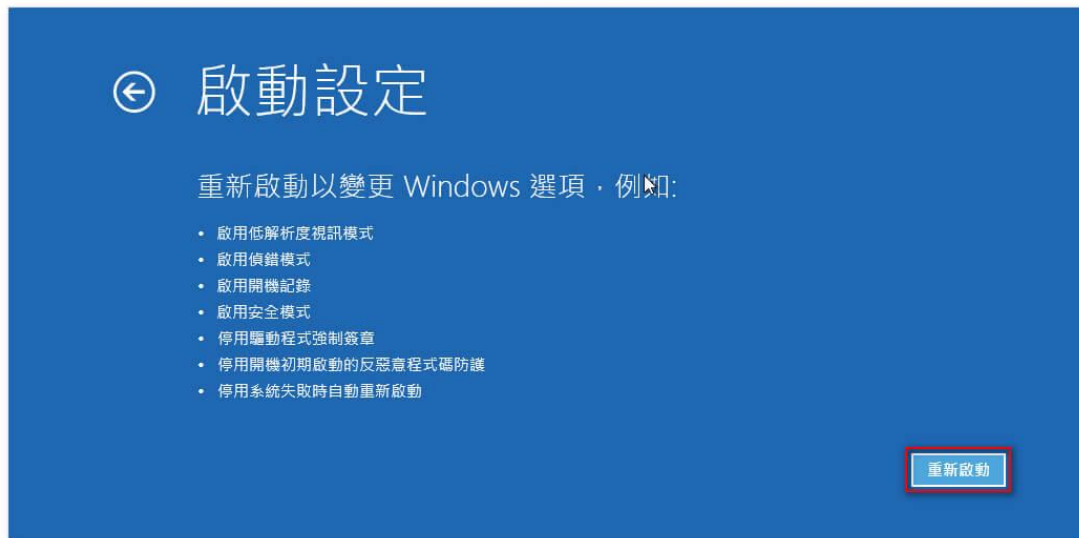 啟動設定
重新啟動以變更 Windows 選項，例如:
• 啟用低解析度視訊模式
• 啟用偵錯模式
• 啟用開機記錄
• 啟用安全模式
• 停用驅動程式強制簽章
• 停用開機初期啟動的反惡意程式碼防護
• 停用系統失敗時自動重新啟動
重新啟動